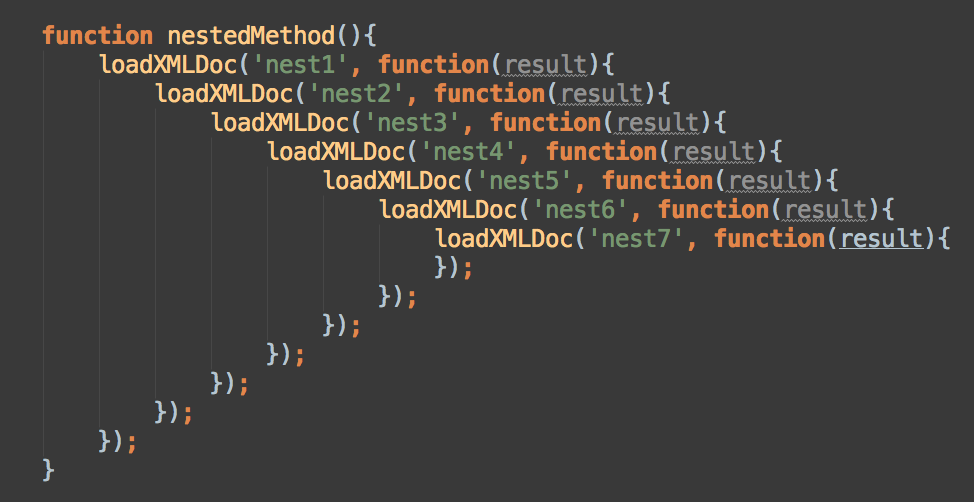 function nestedMethod(){
    loadXMLDoc('nest1', function(result){
        loadXMLDoc('nest2', function(result){
            loadXMLDoc('nest3', function(result){
                loadXMLDoc('nest4', function(result){
                    loadXMLDoc('nest5', function(result){
                        loadXMLDoc('nest6', function(result){
                            loadXMLDoc('nest7', function(result){
                            });
                        });
                    });
                });
            });
        });
    });
}